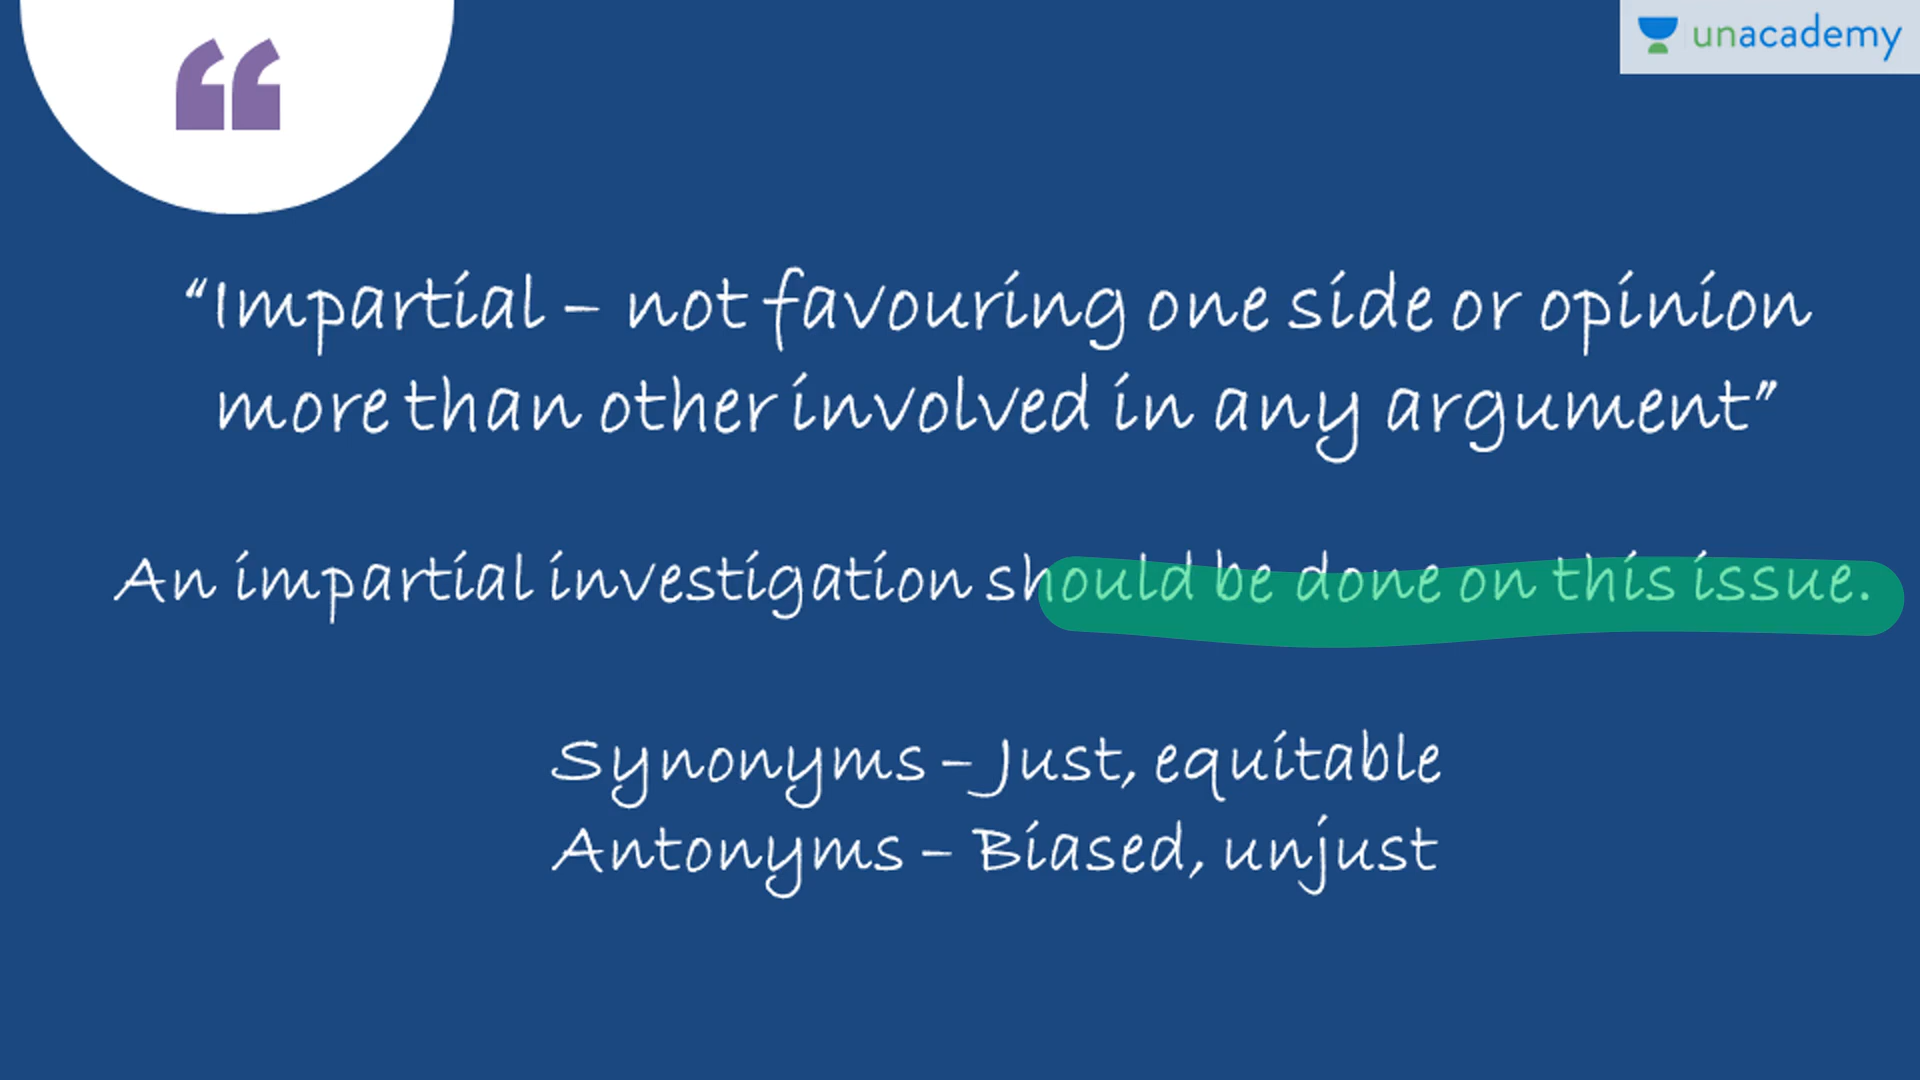 unacademy
“Impartial – not favouring one side or opinion
more than other involved in any argument”
An impartial investigation should be done on this issue.
Synonyms – Just, equitable
Antonyms – Biased, unjust